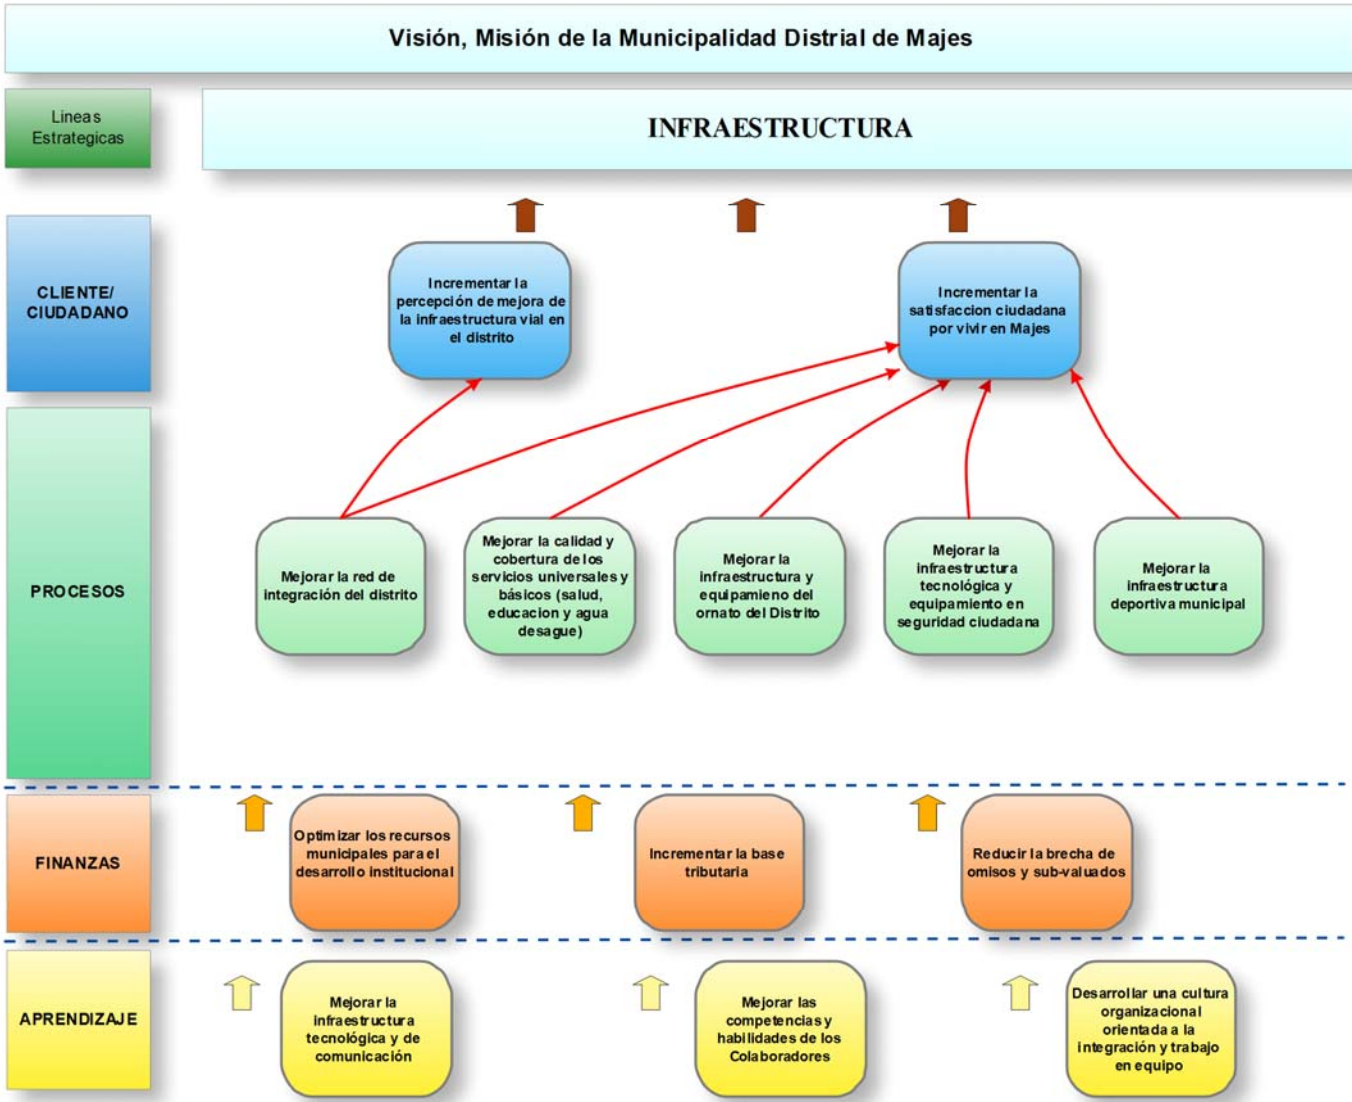 Visión, Misión de la Municipalidad Distrial de Majes
Lineas
Estrategicas
INFRAESTRUCTURA
CLIENTE/
CIUDADANO
Incrementar la
percepción de mejora de
la infraestructura vial en
el distrito
Incrementar la
satisfaccion ciudadana
por vivir en Majes
PROCESOS
Mejorar la red de
integración del distrito
Mejorar la calidad y
cobertura de los
servicios universales y
básicos (salud,
educacion y agua
desague)
Mejorar la
infraestructura y
equipamieno del
ornato del Distrito
Mejorar la
infraestructura
tecnológica y
equipamiento en
seguridad ciudadana
Mejorar la
infraestructura
deportiva municipal
FINANZAS
Optimizar los recursos
municipales para el
desarrollo institucional
Incrementar la base
tributaria
Reducir la brecha de
omisos y sub-valuados
APRENDIZAJE
Mejorar la
infraestructura
tecnológica y de
comunicación
Mejorar las
competencias y
habilidades de los
Colaboradores
Desarrollar una cultura
organizacional
orientada a la
integración y trabajo
en equipo